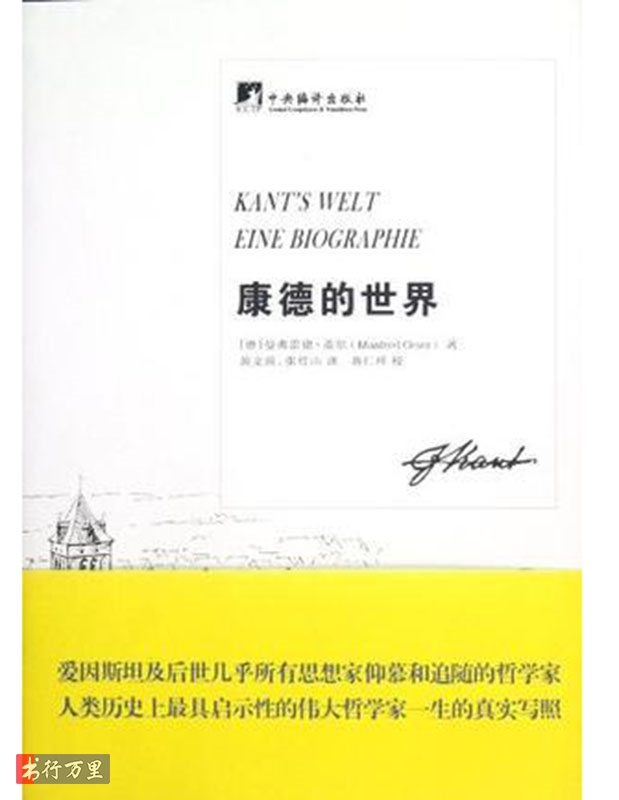 中央编译出版社
Central Compilation & Translation Press
KANT'S WELT
EINE BIOGRAPHIE
康德的世界
[德]曼弗雷德·盖尔(Manfred Geier) 著
黄文前、张红山 译 蒋仁祥 校
J Kant
爱因斯坦及后世几乎所有思想家仰慕和追随的哲学家
人类历史上最具启示性的伟大哲学家一生的真实写照
书行万里